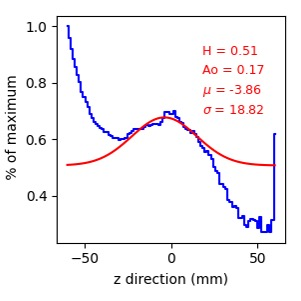 1.0
0.8
0.6
0.4
% of maximum
H = 0.51
Ao = 0.17
μ = -3.86
σ = 18.82
−50 0 50
z direction (mm)